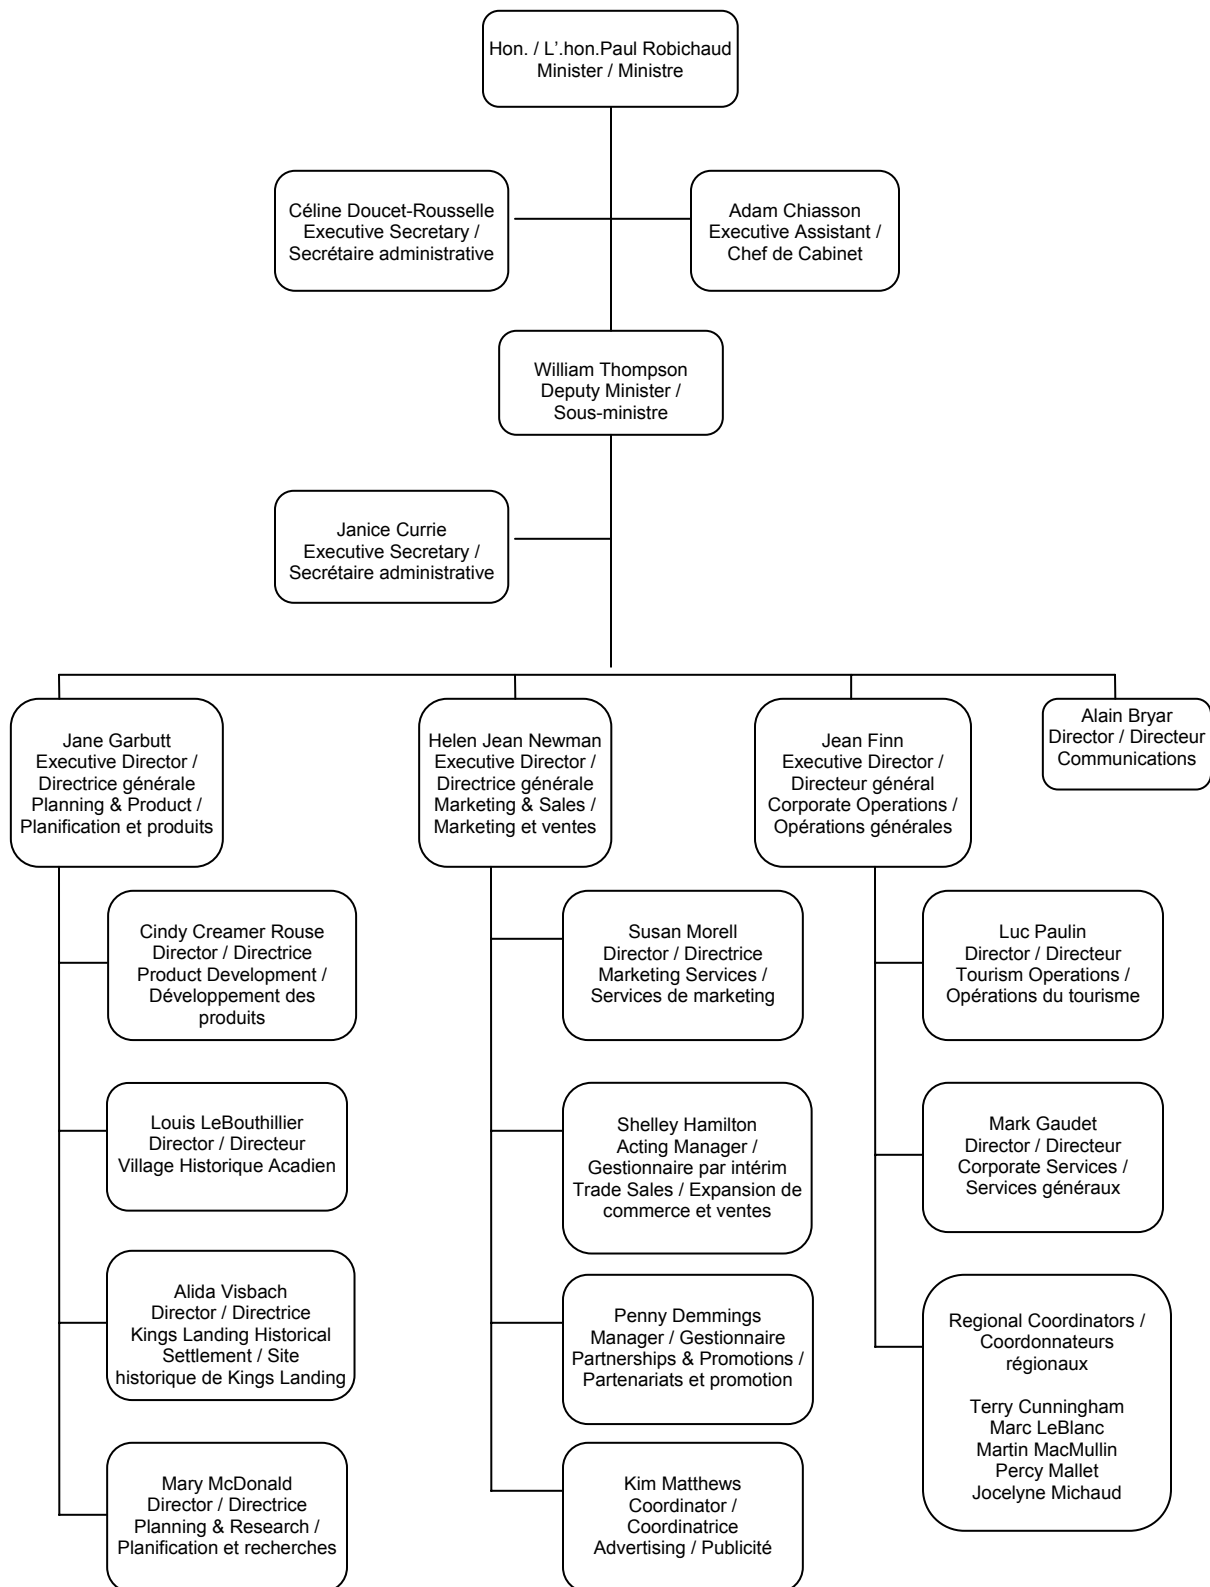 Hon. / L'.hon.Paul Robichaud
Minister / Ministre
Céline Doucet-Rousselle
Executive Secretary /
Secrétaire administrative
Adam Chiasson
Executive Assistant /
Chef de Cabinet
William Thompson
Deputy Minister /
Sous-ministre
Janice Currie
Executive Secretary /
Secrétaire administrative
Jane Garbutt
Executive Director /
Directrice générale
Planning & Product /
Planification et produits
Helen Jean Newman
Executive Director /
Directrice générale
Marketing & Sales /
Marketing et ventes
Jean Finn
Executive Director /
Directeur général
Corporate Operations /
Opérations générales
Alain Bryar
Director / Directeur
Communications
Cindy Creamer Rouse
Director / Directrice
Product Development /
Développement des
produits
Louis LeBouthillier
Director / Directeur
Village Historique Acadien
Alida Visbach
Director / Directrice
Kings Landing Historical
Settlement / Site
historique de Kings Landing
Mary McDonald
Director / Directrice
Planning & Research /
Planification et recherches
Susan Morell
Director / Directrice
Marketing Services /
Services de marketing
Shelley Hamilton
Acting Manager /
Gestionnaire par intérim
Trade Sales / Expansion de
commerce et ventes
Penny Demmings
Manager / Gestionnaire
Partnerships & Promotions /
Partenariats et promotion
Kim Matthews
Coordinator /
Coordinatrice
Advertising / Publicité
Luc Paulin
Director / Directeur
Tourism Operations /
Opérations du tourisme
Mark Gaudet
Director / Directeur
Corporate Services /
Services généraux
Regional Coordinators /
Coordonnateurs
régionaux
Terry Cunningham
Marc LeBlanc
Martin MacMullin
Percy Mallet
Jocelyne Michaud